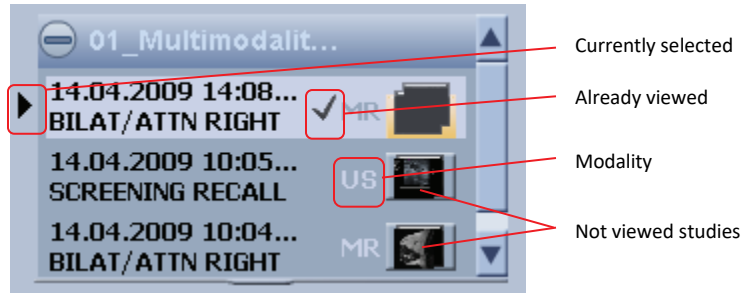 01_Multimodalit...
14.04.2009 14:08...
BILAT/ATTN RIGHT
MR
14.04.2009 10:05...
SCREENING RECALL
US
14.04.2009 10:04...
BILAT/ATTN RIGHT
MR
Currently selected
Already viewed
Modality
Not viewed studies